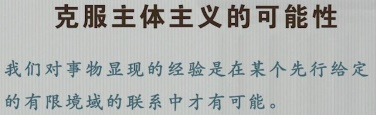 克服主体主义的可能性
我们对事物显现的经验是在某个先行给定
的有限境域的联系中才有可能。